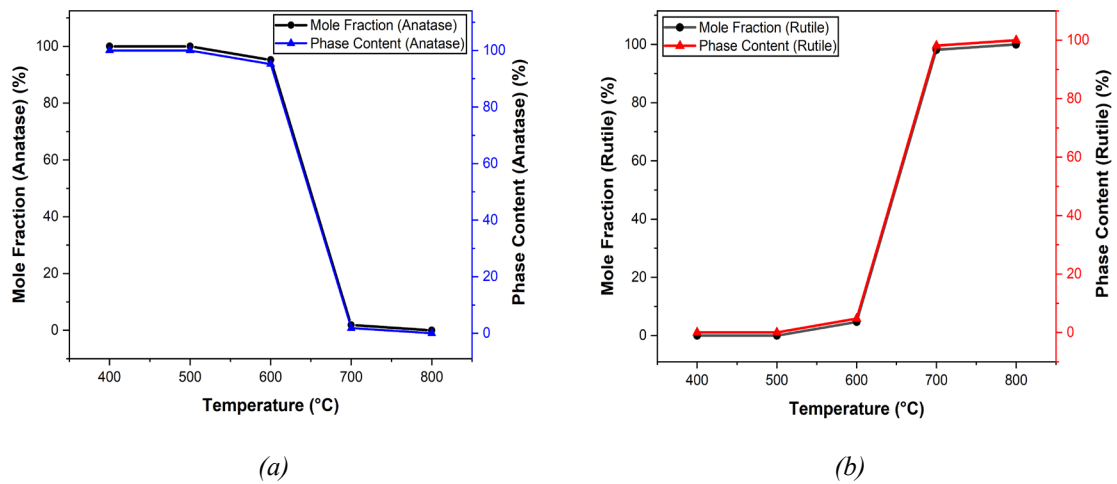 Mole Fraction (Anatase)
Phase Content (Anatase)
Mole Fraction (Anatase) (%)
100
80
60
40
20
0
100
80
60
40
20
0
Phase Content (Anatase) (%)
400 500 600 700 800
Temperature (°C)
(a)
Mole Fraction (Rutile)
Phase Content (Rutile)
Mole Fraction (Rutile) (%)
100
80
60
40
20
0
100
80
60
40
20
0
Phase Content (Rutile) (%)
400 500 600 700 800
Temperature (°C)
(b)